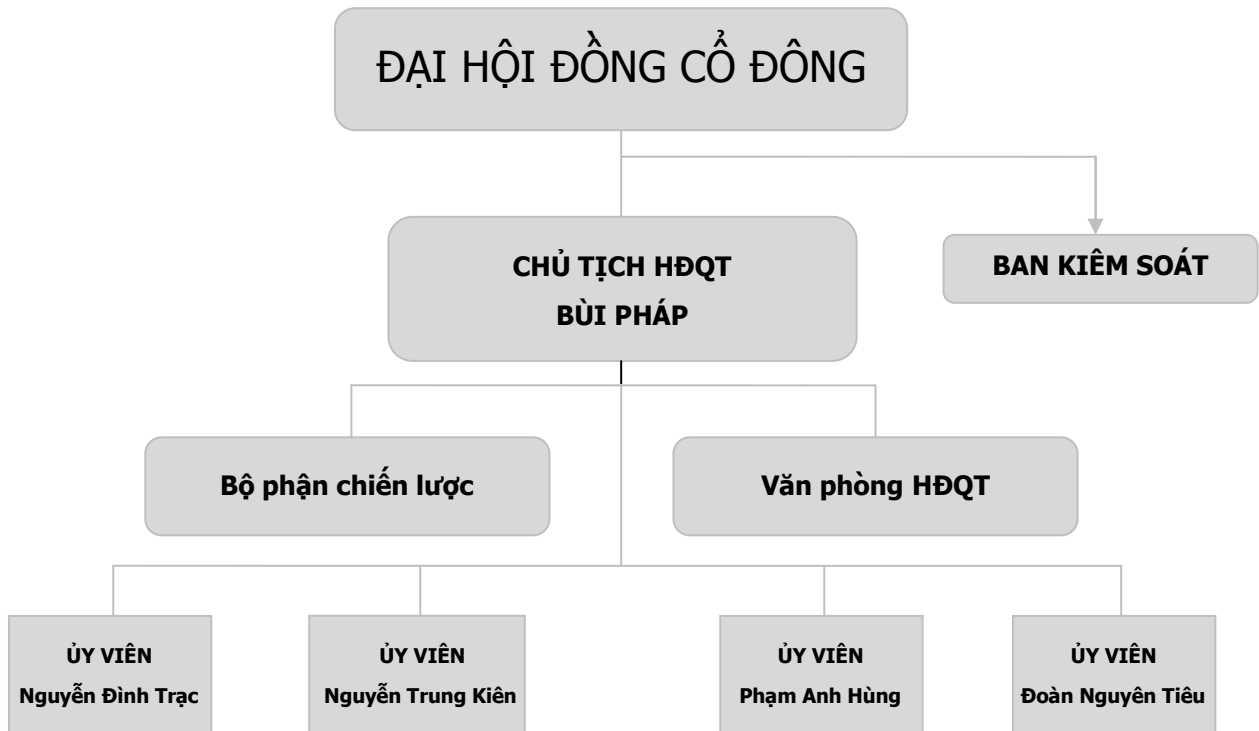 ĐẠI HỘI ĐỒNG CỔ ĐÔNG
CHỦ TỊCH HĐQT
BÙI PHÁP
BAN KIÊM SOÁT
Bộ phận chiến lược
Văn phòng HĐQT
ỦY VIÊN
Nguyễn Đình Trạc
ỦY VIÊN
Nguyễn Trung Kiên
ỦY VIÊN
Phạm Anh Hùng
ỦY VIÊN
Đoàn Nguyên Tiêu